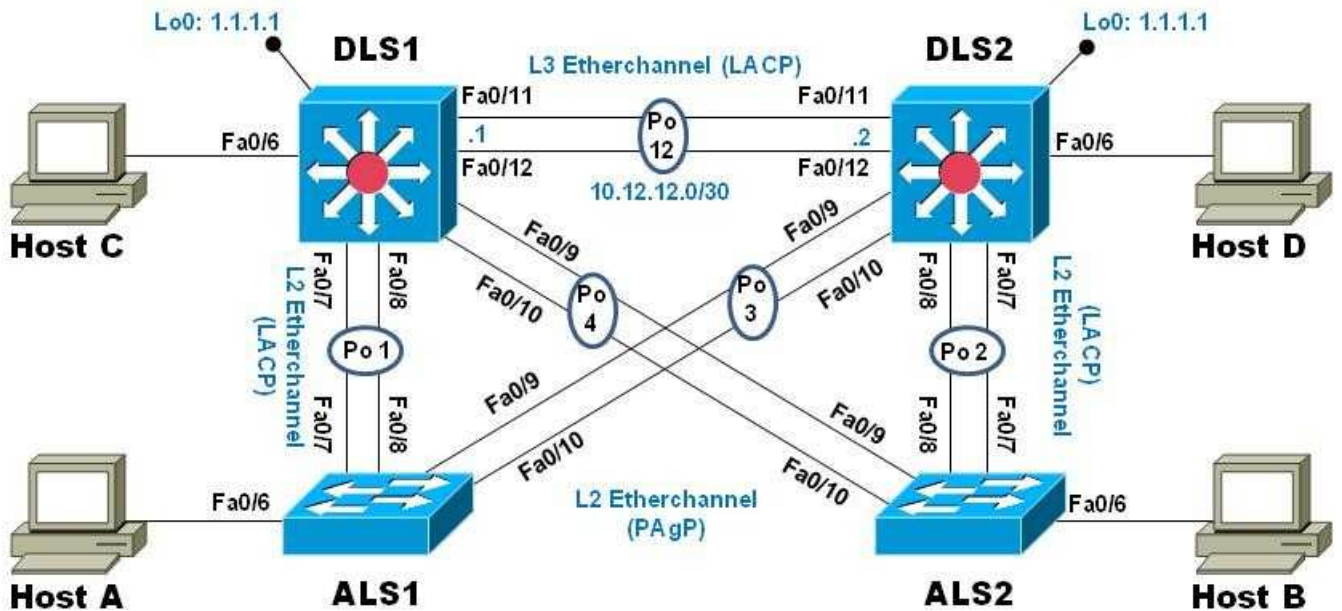 Lo0: 1.1.1.1
DLS1
DLS2
Lo0: 1.1.1.1
L3 Etherchannel (LACP)
Fa0/11
Fa0/11
Po
12
.1
.2
Fa0/6
Fa0/6
Fa0/12
Fa0/12
10.12.12.0/30
Host C
Host D
Fa0/9
Fa0/9
Fa0/10
Fa0/10
Fa0/7
Fa0/8
Fa0/8
Fa0/7
L2 Etherchannel
(LACP)
Po
4
Po
3
L2 Etherchannel
(LACP)
Po 1
Po 2
Fa0/7
Fa0/8
Fa0/9
Fa0/10
Fa0/9
Fa0/10
Fa0/8
Fa0/7
L2 Etherchannel
(PAgP)
Fa0/6
Fa0/6
Host A
ALS1
ALS2
Host B